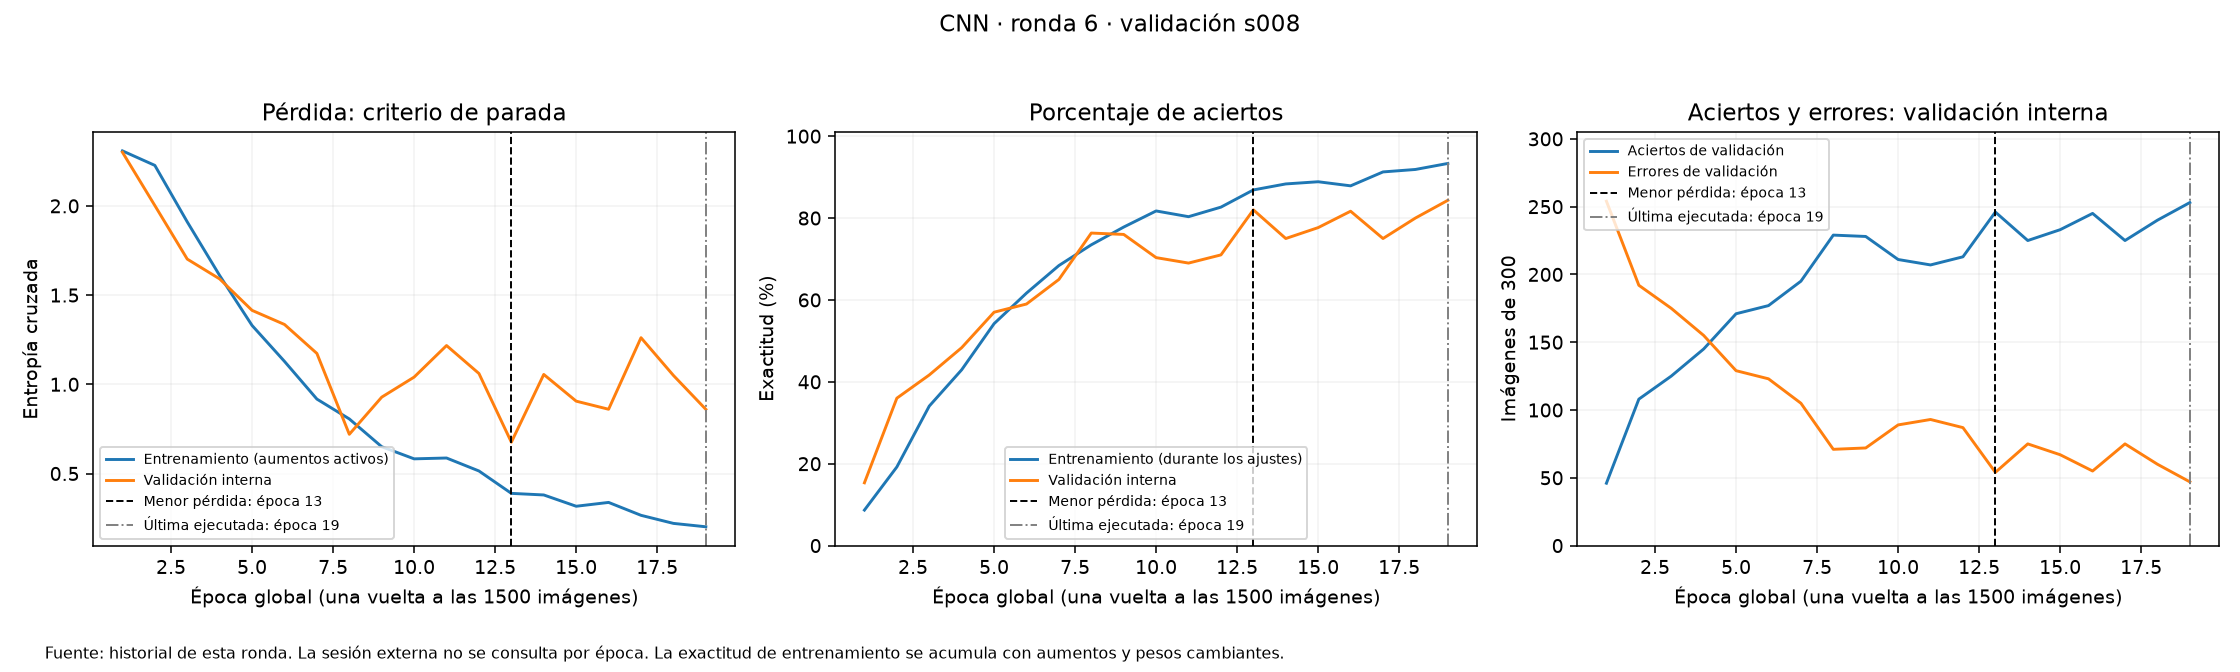 CNN · ronda 6 · validación s008
Pérdida: criterio de parada
Entropía cruzada
2.0
1.5
1.0
0.5
Entrenamiento (aumentos activos)
Validación interna
Menor pérdida: época 13
Última ejecutada: época 19
2.5 5.0 7.5 10.0 12.5 15.0 17.5
Época global (una vuelta a las 1500 imágenes)
Porcentaje de aciertos
Exactitud (%)
100
80
60
40
20
0
Entrenamiento (durante los ajustes)
Validación interna
Menor pérdida: época 13
Última ejecutada: época 19
2.5 5.0 7.5 10.0 12.5 15.0 17.5
Época global (una vuelta a las 1500 imágenes)
Aciertos y errores: validación interna
Imágenes de 300
300
250
200
150
100
50
0
Aciertos de validación
Errores de validación
Menor pérdida: época 13
Última ejecutada: época 19
2.5 5.0 7.5 10.0 12.5 15.0 17.5
Época global (una vuelta a las 1500 imágenes)
Fuente: historial de esta ronda. La sesión externa no se consulta por época. La exactitud de entrenamiento se acumula con aumentos y pesos cambiantes.